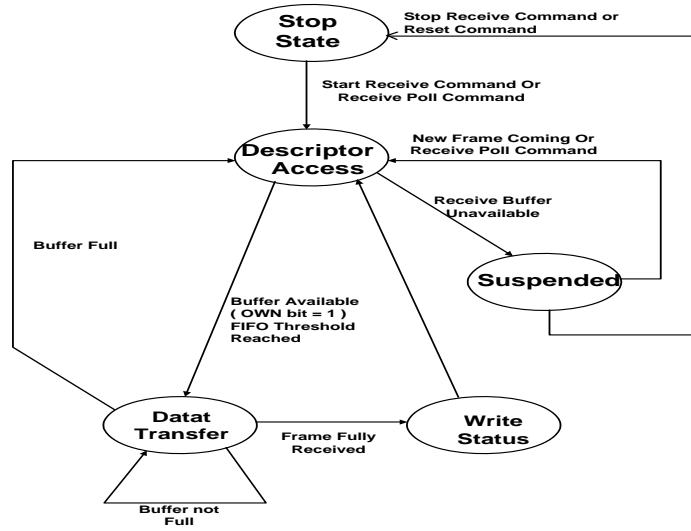 Stop
State
Stop Receive Command or
Reset Command
Start Receive Command Or
Receive Poll Command
Descriptor
Access
New Frame Coming Or
Receive Poll Command
Receive Buffer
Unavailable
Buffer Full
Suspended
Buffer Available
( OWN bit = 1 )
FIFO Threshold
Reached
Datat
Transfer
Frame Fully
Received
Write
Status
Buffer not
Full